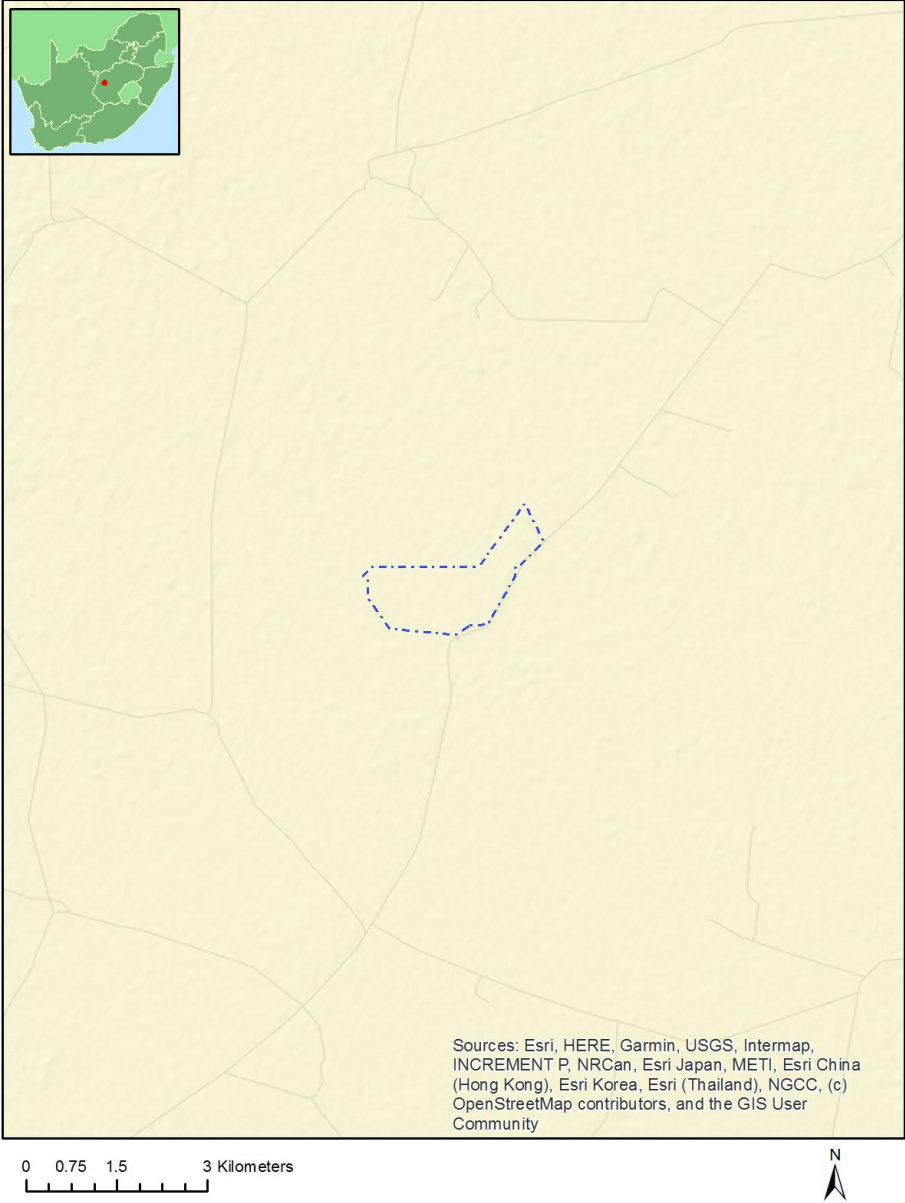 Sources: Esri, HERE, Garmin, USGS, Intermap,
INCREMENT P, NRCan, Esri Japan, METI, Esri China
(Hong Kong), Esri Korea, Esri (Thailand), NGCC, (c)
OpenStreetMap contributors, and the GIS User
Community
0 0.75 1.5 3 Kilometers
N